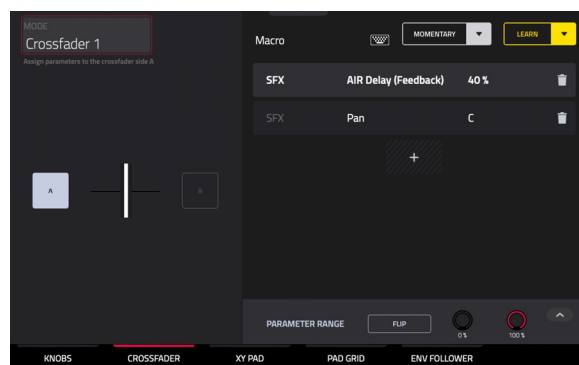 MODE
Crossfader 1
Assign parameters to the crossfader side A
Macro
MOMENTARY
LEARN
SFX AIR Delay (Feedback) 40 %
SFX Pan C
+
A
B
PARAMETER RANGE
FLIP
0 %
100 %
KNOBS CROSSFADER XY PAD PAD GRID ENV FOLLOWER